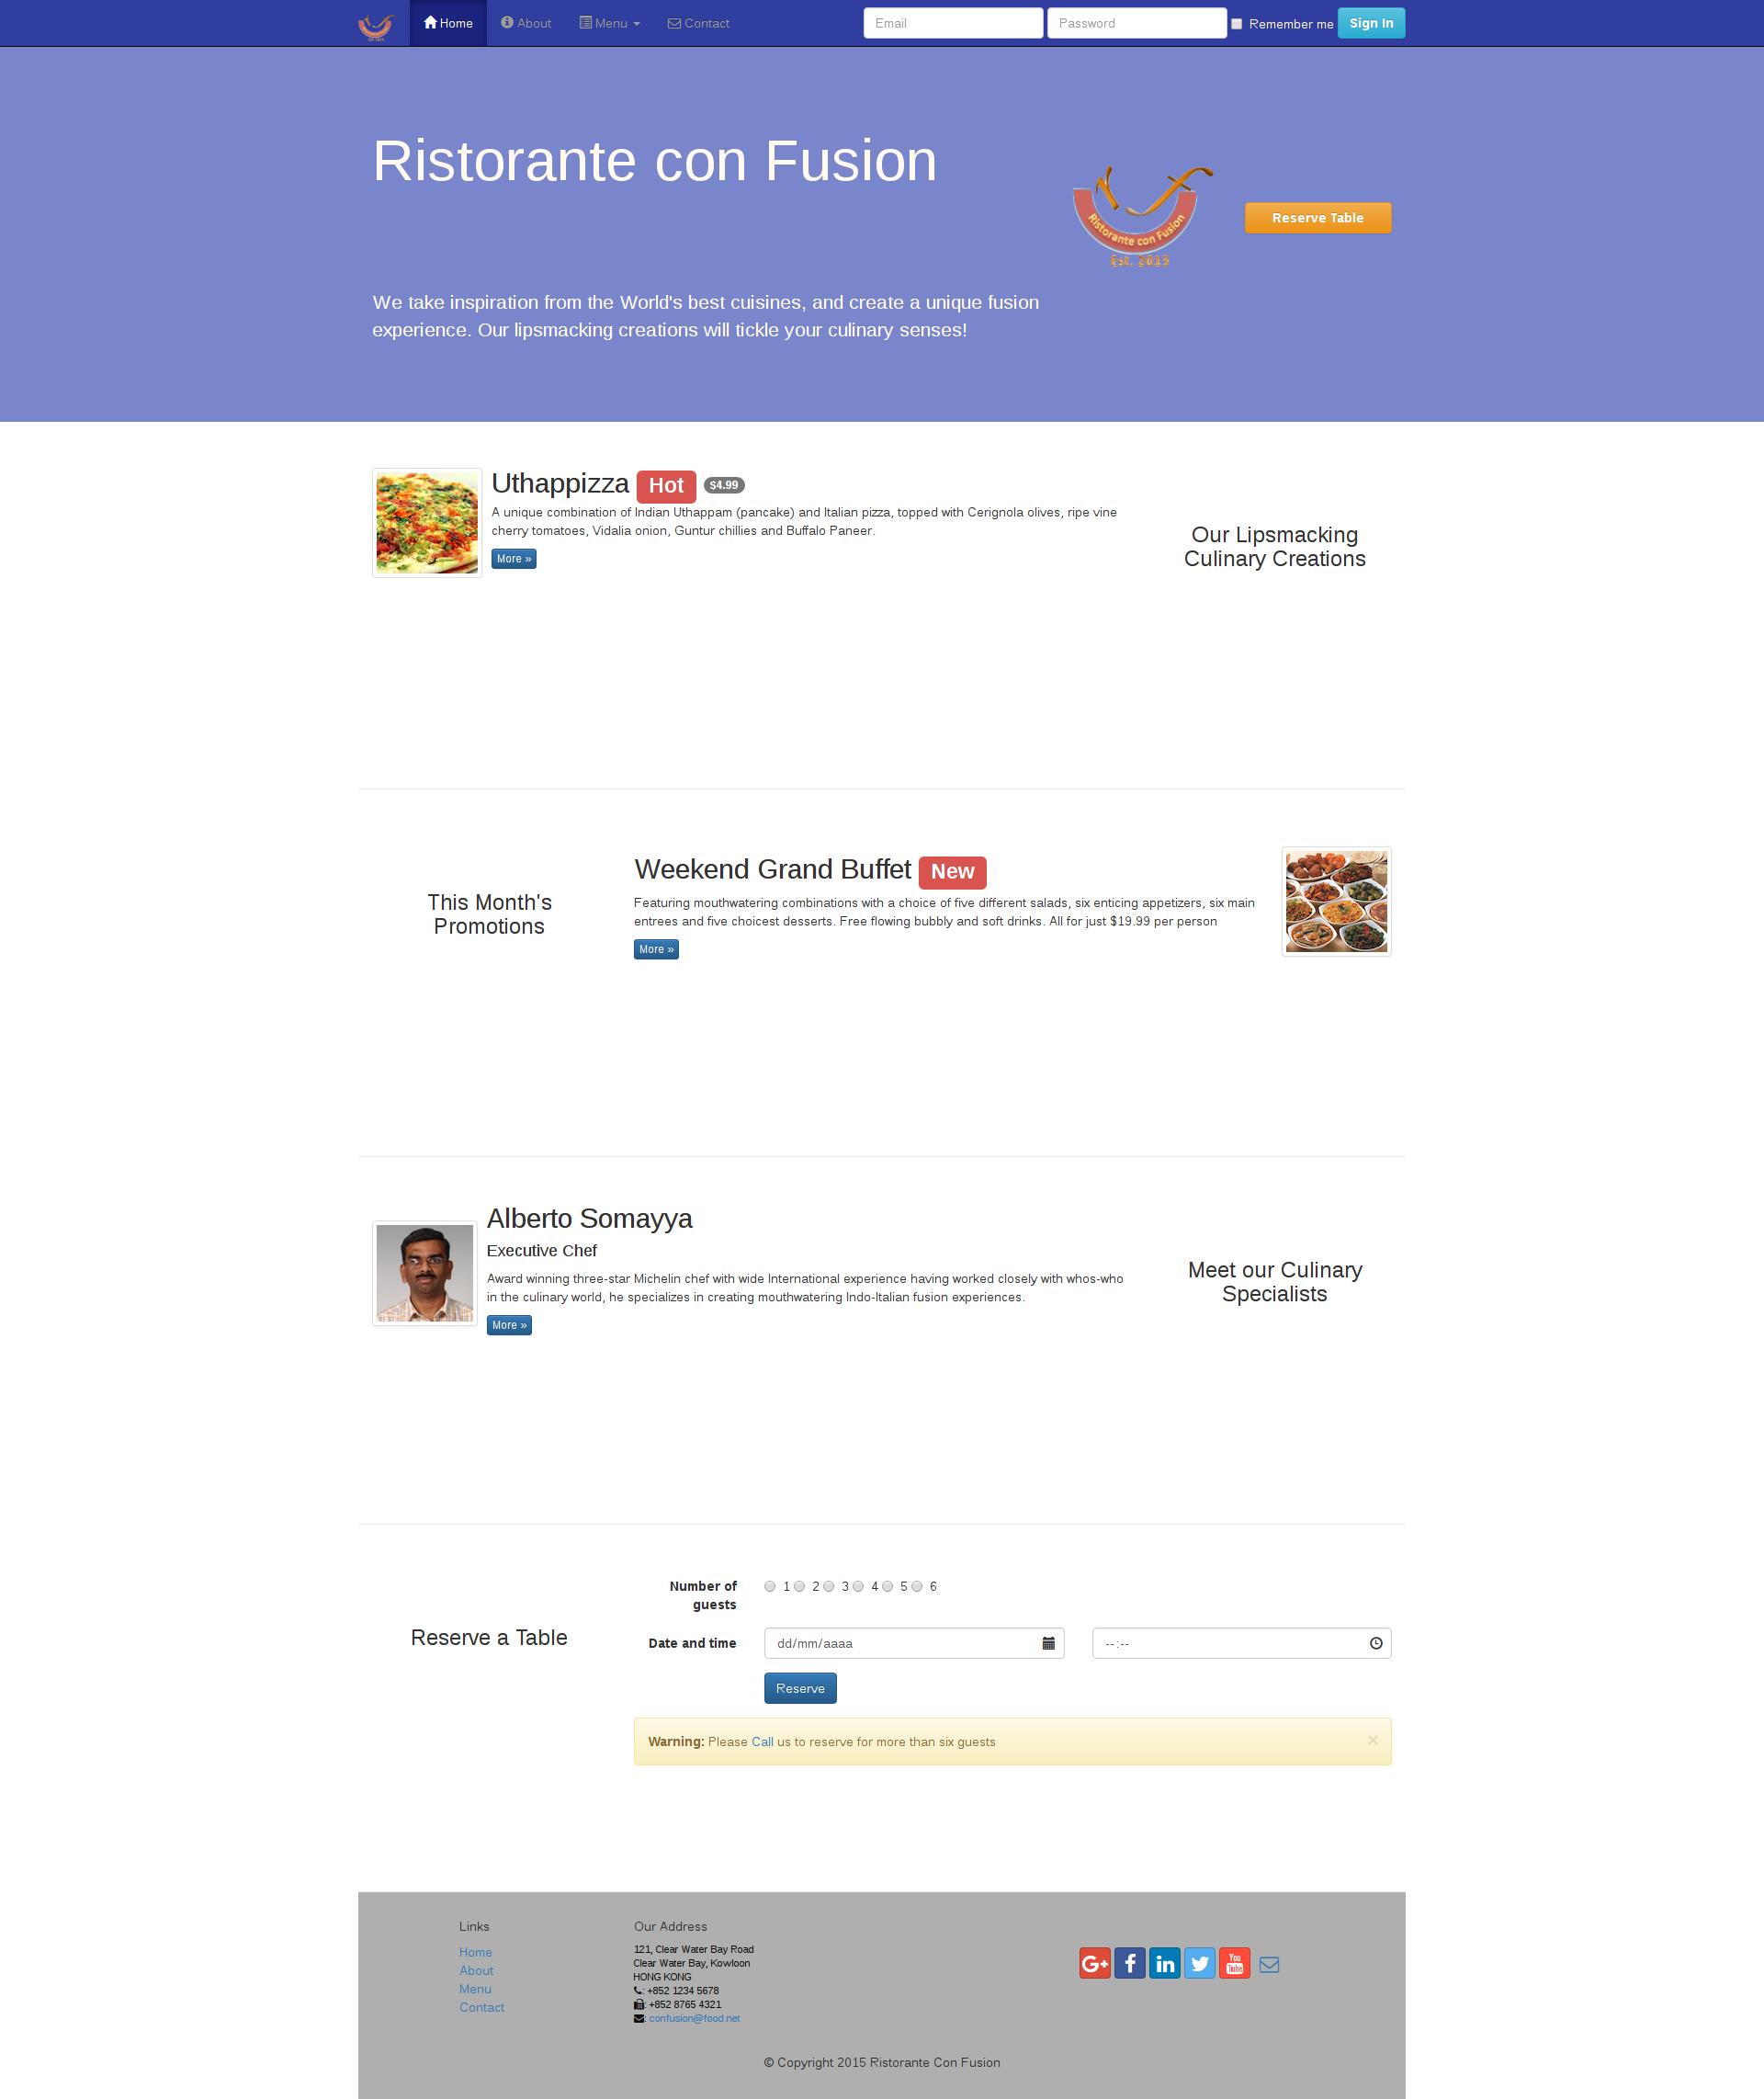 Home
About
Menu
Contact
Email
Password
Remember me
Sign In
Ristorante con Fusion
Ristorante con Fusion
Est. 2013
Reserve Table
We take inspiration from the World's best cuisines, and create a unique fusion
experience. Our lipsmacking creations will tickle your culinary senses!
Uthappizza Hot $4.99
A unique combination of Indian Uthappam (pancake) and Italian pizza, topped with Cerignola olives, ripe vine
cherry tomatoes, Vidalia onion, Guntur chillies and Buffalo Paneer.
More »
Our Lipsmacking
Culinary Creations
This Month's
Promotions
Weekend Grand Buffet New
Featuring mouthwatering combinations with a choice of five different salads, six enticing appetizers, six main
entrees and five choicest desserts. Free flowing bubbly and soft drinks. All for just $19.99 per person
More »
Alberto Somayya
Executive Chef
Award winning three-star Michelin chef with wide International experience having worked closely with whos-who
in the culinary world, he specializes in creating mouthwatering Indo-Italian fusion experiences.
More »
Meet our Culinary
Specialists
Reserve a Table
Number of
guests
1 2 3 4 5 6
Date and time
dd/mm/aaaa
--:--
Reserve
Warning: Please Call us to reserve for more than six guests
×
Links
Home
About
Menu
Contact
Our Address
121, Clear Water Bay Road
Clear Water Bay, Kowloon
HONG KONG
: +852 1234 5678
: +852 8765 4321
: confusion@food.net
G+ f in You Tube
© Copyright 2015 Ristorante Con Fusion